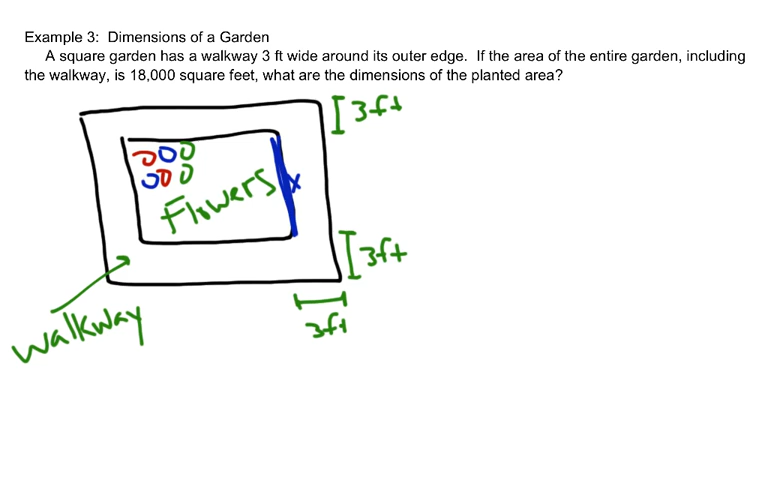 Example 3:  Dimensions of a Garden
A square garden has a walkway 3 ft wide around its outer edge.  If the area of the entire garden, including
the walkway, is 18,000 square feet, what are the dimensions of the planted area?
3ft
Flowers
x
3ft
3ft
Walkway